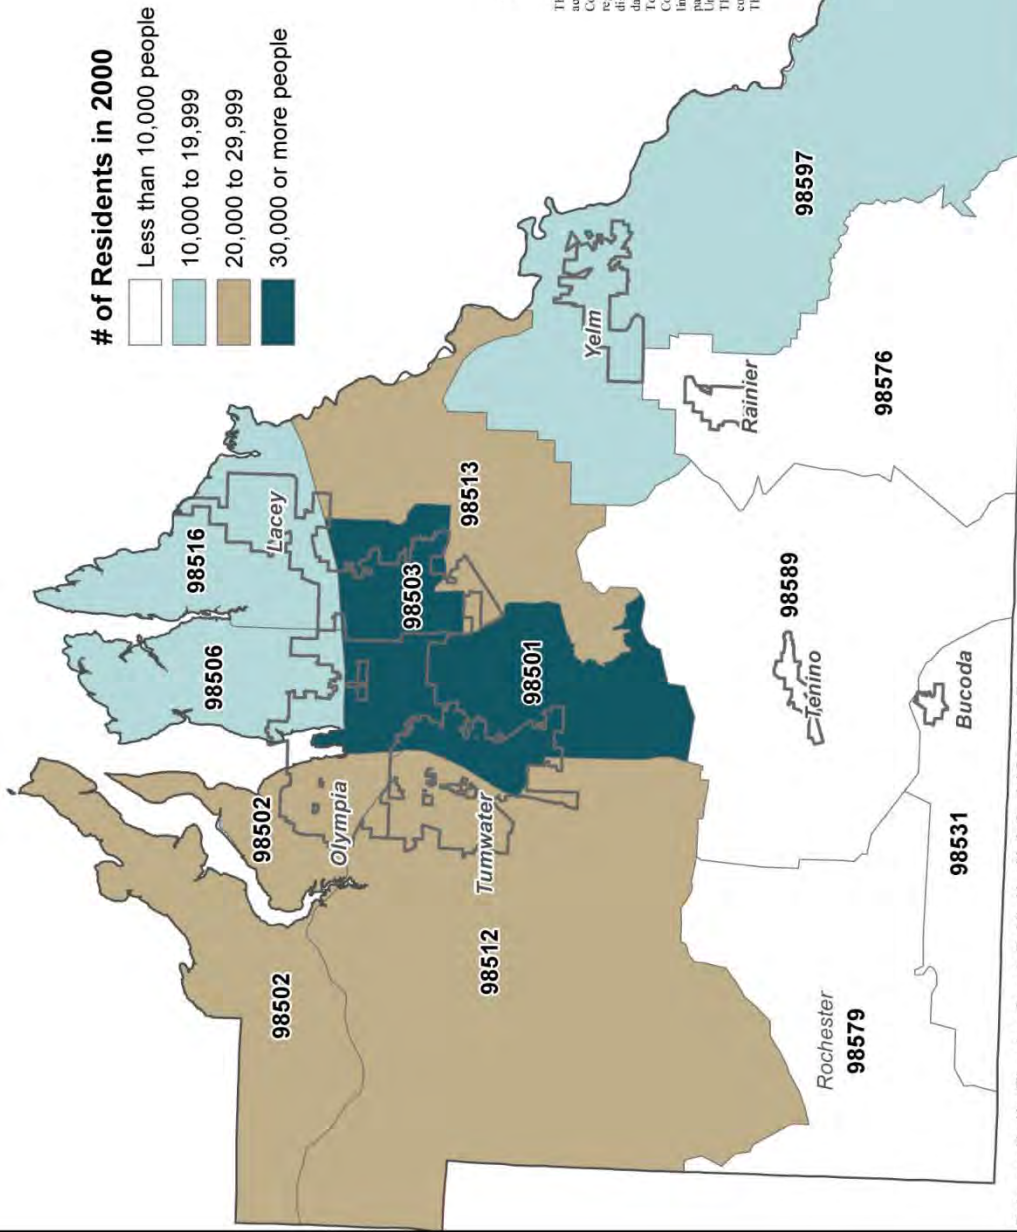 # of Residents in 2000
Less than 10,000 people
10,000 to 19,999
20,000 to 29,999
30,000 or more people
98516
98506
Lacey
98502
98502
Olympia
98503
98513
98501
Tumwater
98512
Yelm
98597
Rainier
98576
98589
Tenino
Bucoda
98531
Rochester
98579